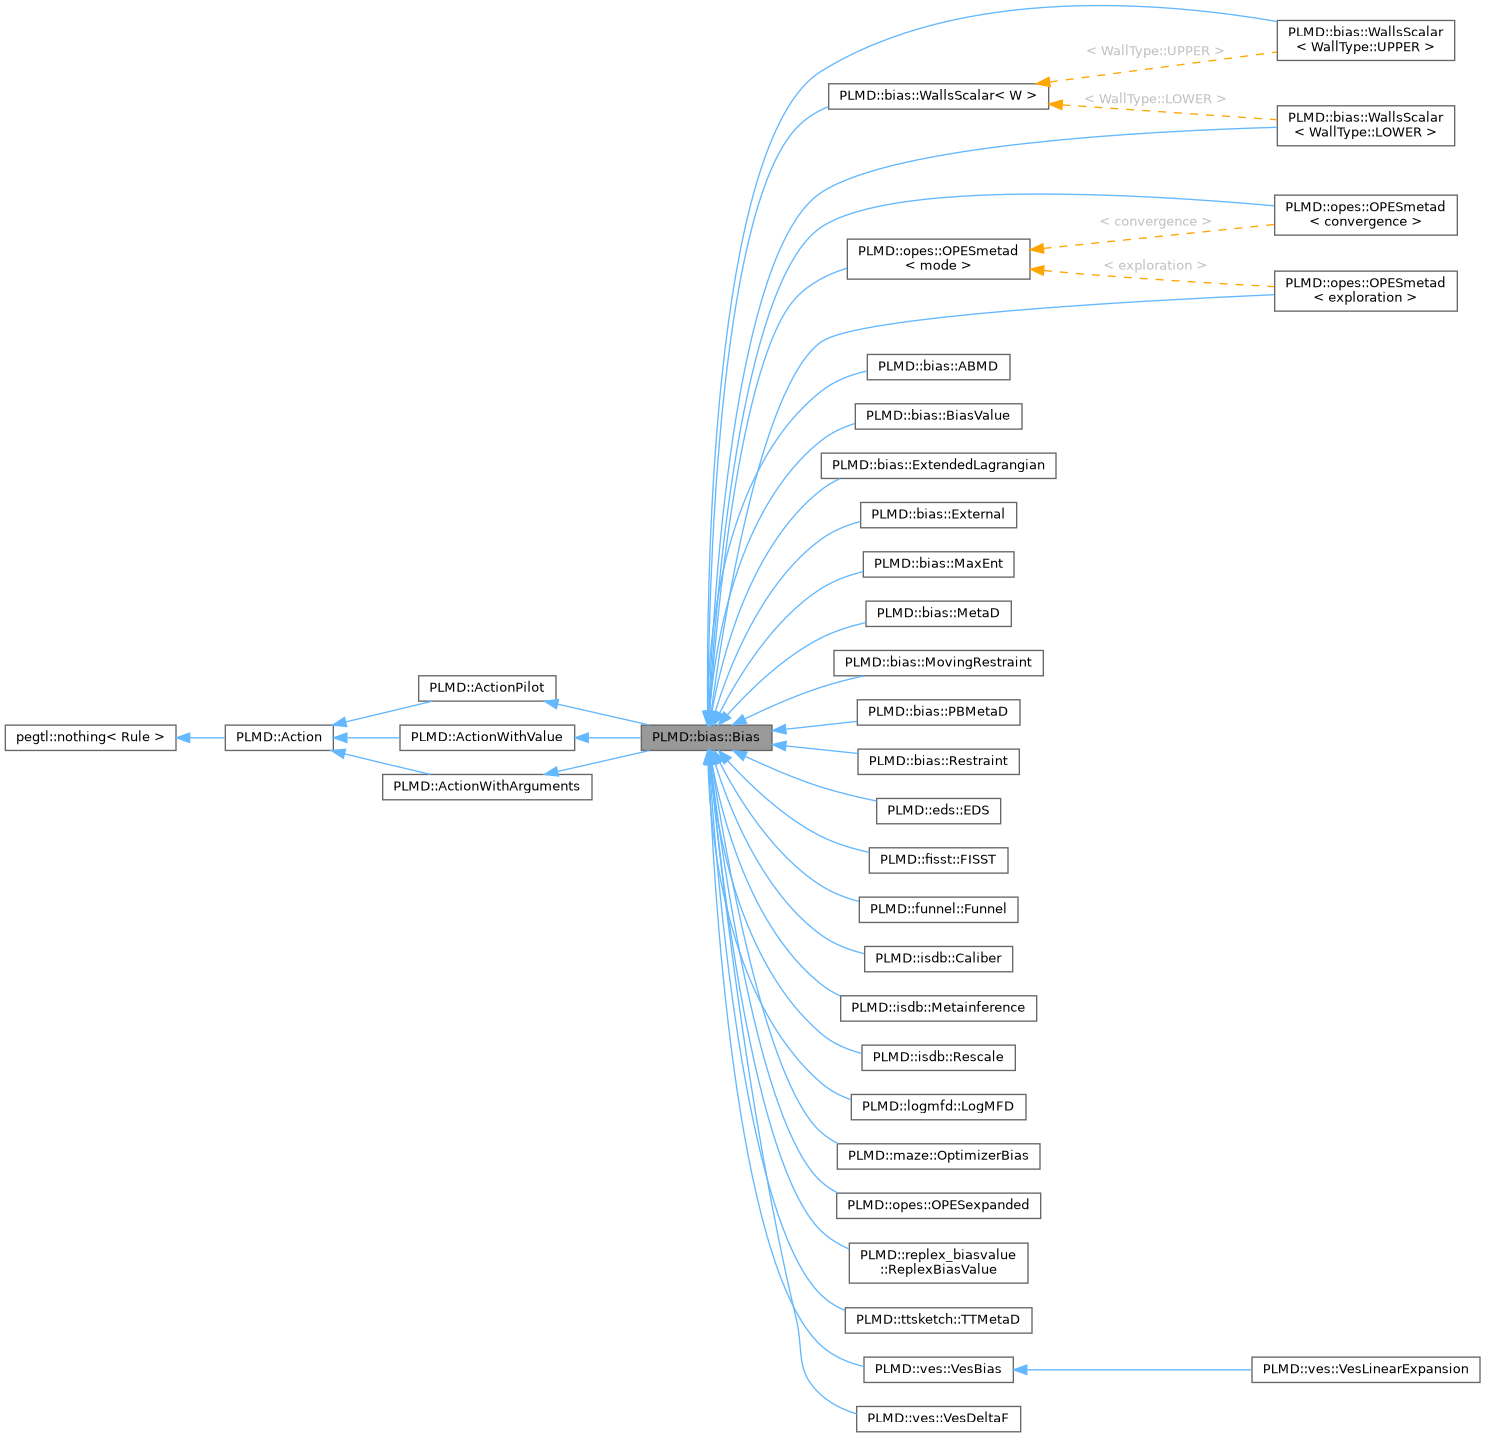 PLMD::bias::WallsScalar
< WallType::UPPER >
< WallType::UPPER >
PLMD::bias::WallsScalar< W >
< WallType::LOWER >
PLMD::bias::WallsScalar
< WallType::LOWER >
PLMD::opes::OPESmetad
< convergence >
< convergence >
PLMD::opes::OPESmetad
< mode >
< exploration >
PLMD::opes::OPESmetad
< exploration >
PLMD::bias::ABMD
PLMD::bias::BiasValue
PLMD::bias::ExtendedLagrangian
PLMD::bias::External
PLMD::bias::MaxEnt
PLMD::bias::MetaD
PLMD::bias::MovingRestraint
PLMD::ActionPilot
PLMD::bias::PBMetaD
pegtl::nothing< Rule >
PLMD::Action
PLMD::ActionWithValue
PLMD::bias::Bias
PLMD::bias::Restraint
PLMD::ActionWithArguments
PLMD::eds::EDS
PLMD::fisst::FISST
PLMD::funnel::Funnel
PLMD::isdb::Caliber
PLMD::isdb::Metainference
PLMD::isdb::Rescale
PLMD::logmfd::LogMFD
PLMD::maze::OptimizerBias
PLMD::opes::OPESexpanded
PLMD::replex_biasvalue
::ReplexBiasValue
PLMD::ttsketch::TTMetaD
PLMD::ves::VesBias
PLMD::ves::VesLinearExpansion
PLMD::ves::VesDeltaF